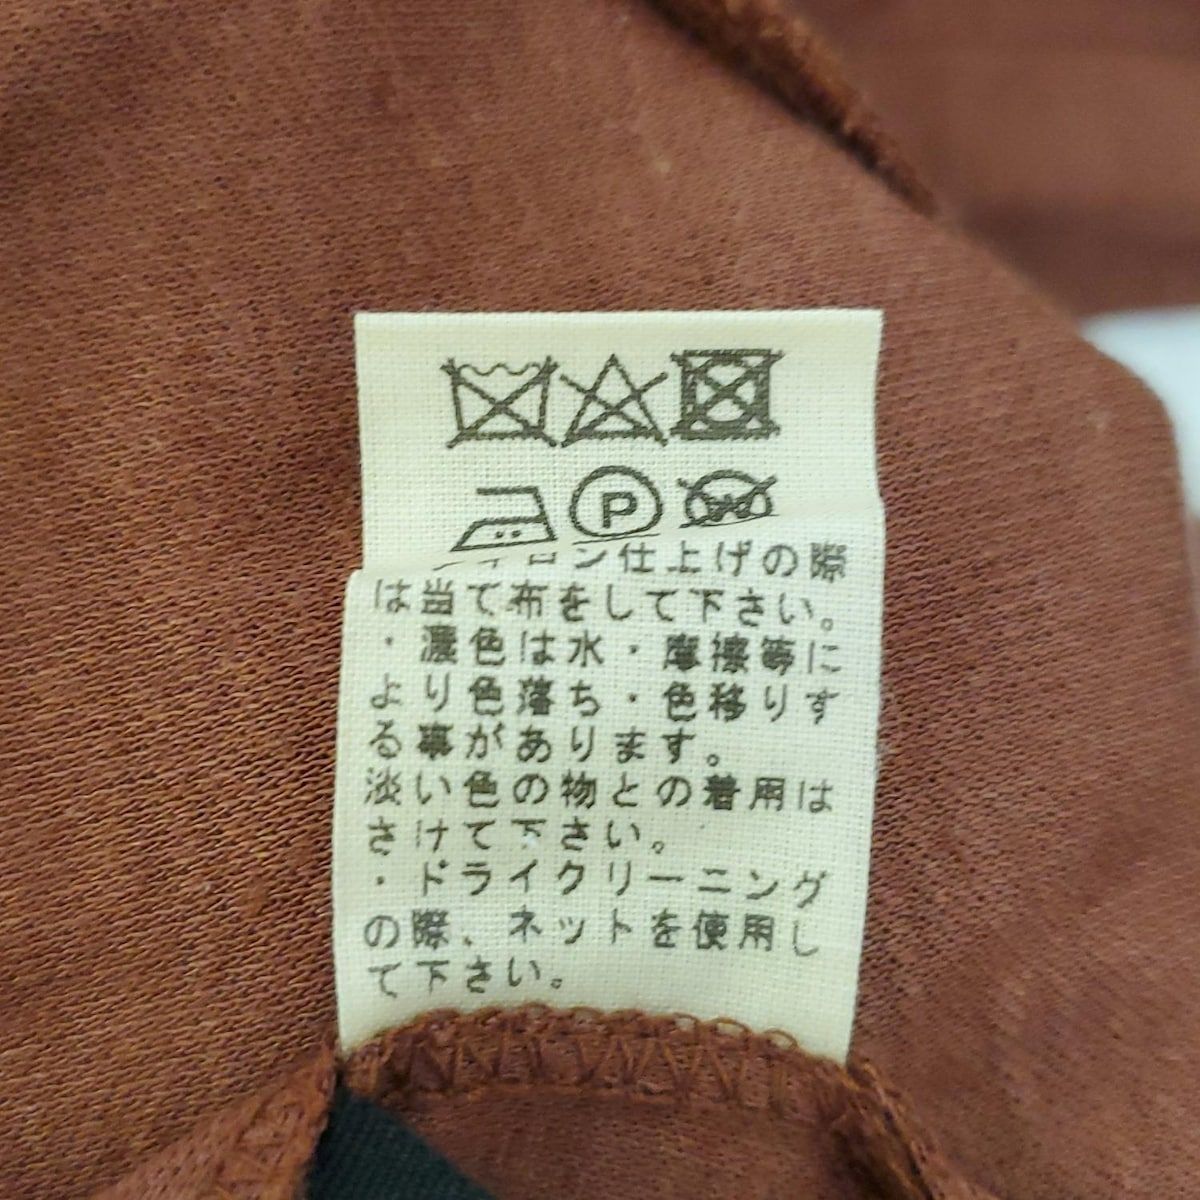 P
アイロン仕上げの際
は当て布をして下さい。
・濃色は水・摩擦等に
より色落ち・色移りす
る事があります。
淡い色の物との着用は
さけて下さい。
・ドライクリーニング
の際、ネットを使用し
て下さい。